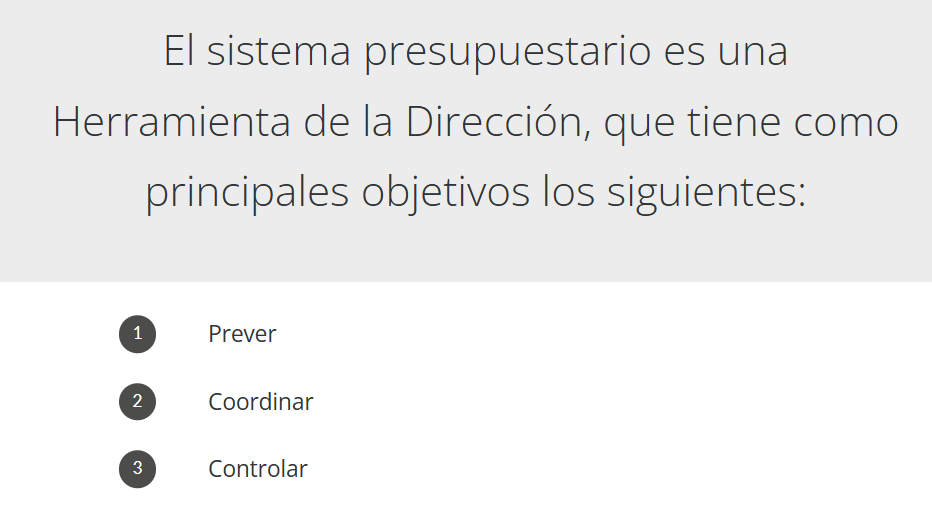 El sistema presupuestario es una
Herramienta de la Dirección, que tiene como
principales objetivos los siguientes:
1 Prever
2 Coordinar
3 Controlar